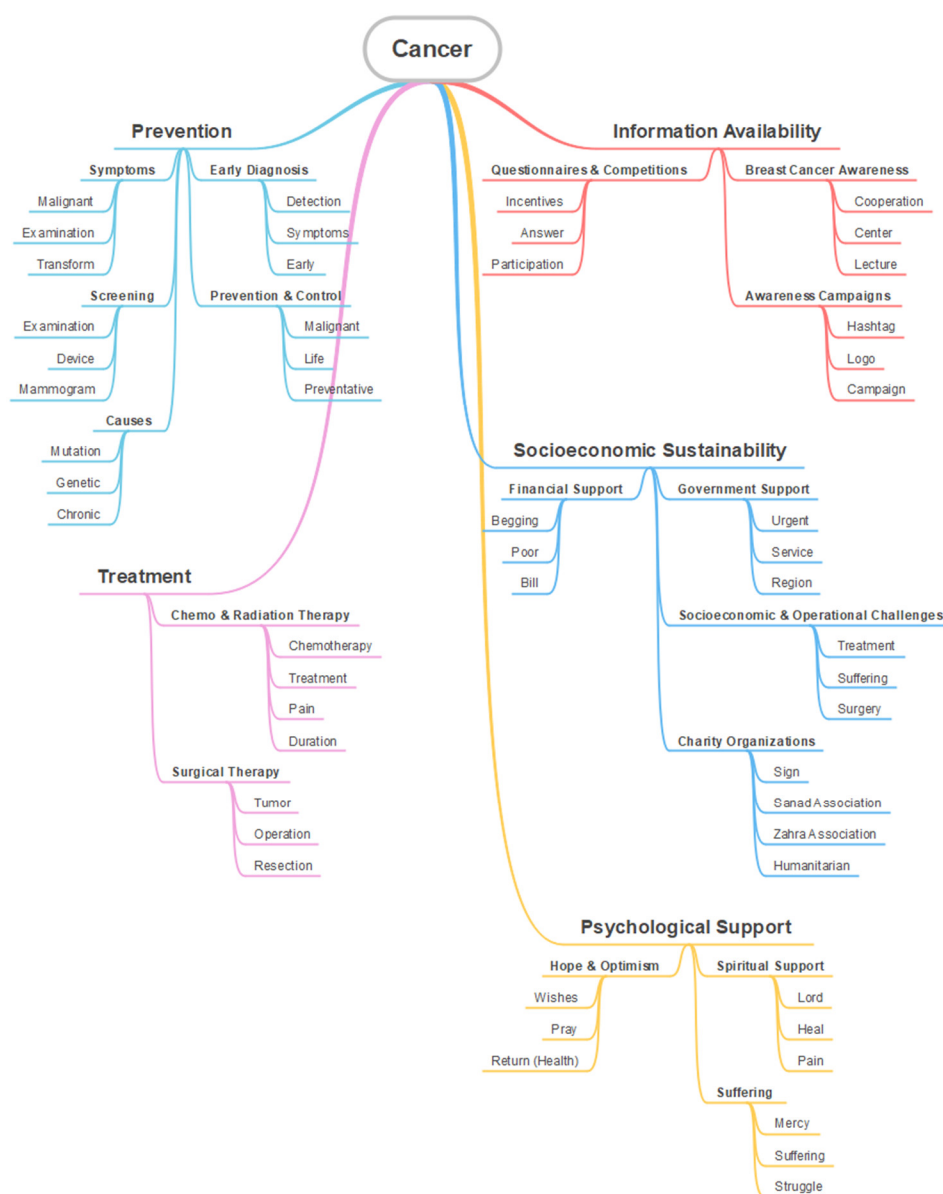 Cancer
Prevention
Symptoms
Malignant
Examination
Transform
Early Diagnosis
Detection
Symptoms
Early
Screening
Examination
Device
Mammogram
Prevention & Control
Malignant
Life
Preventative
Causes
Mutation
Genetic
Chronic
Treatment
Chemo & Radiation Therapy
Chemotherapy
Treatment
Pain
Duration
Surgical Therapy
Tumor
Operation
Resection
Information Availability
Questionnaires & Competitions
Incentives
Answer
Participation
Breast Cancer Awareness
Cooperation
Center
Lecture
Awareness Campaigns
Hashtag
Logo
Campaign
Socioeconomic Sustainability
Financial Support
Begging
Poor
Bill
Government Support
Urgent
Service
Region
Socioeconomic & Operational Challenges
Treatment
Suffering
Surgery
Charity Organizations
Sign
Sanad Association
Zahra Association
Humanitarian
Psychological Support
Hope & Optimism
Wishes
Pray
Return (Health)
Spiritual Support
Lord
Heal
Pain
Suffering
Mercy
Suffering
Struggle